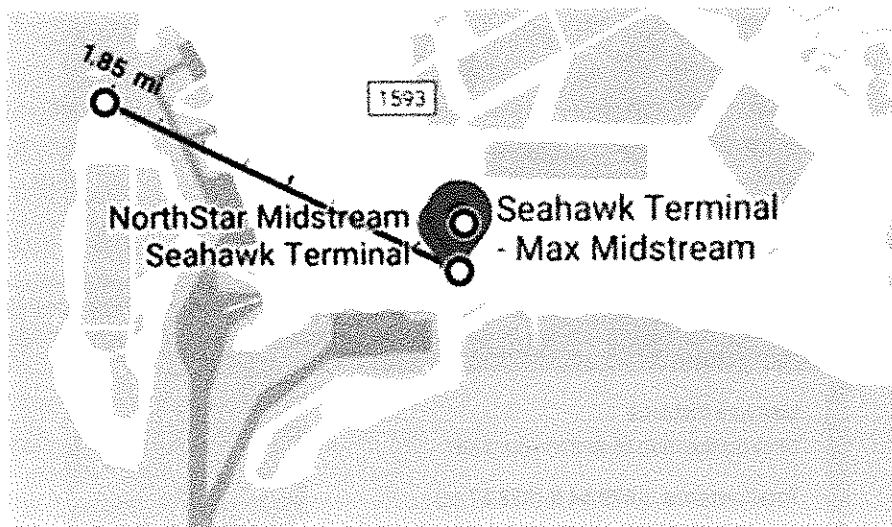 1.85 mi
1593
NorthStar Midstream
Seahawk Terminal
Seahawk Terminal
- Max Midstream